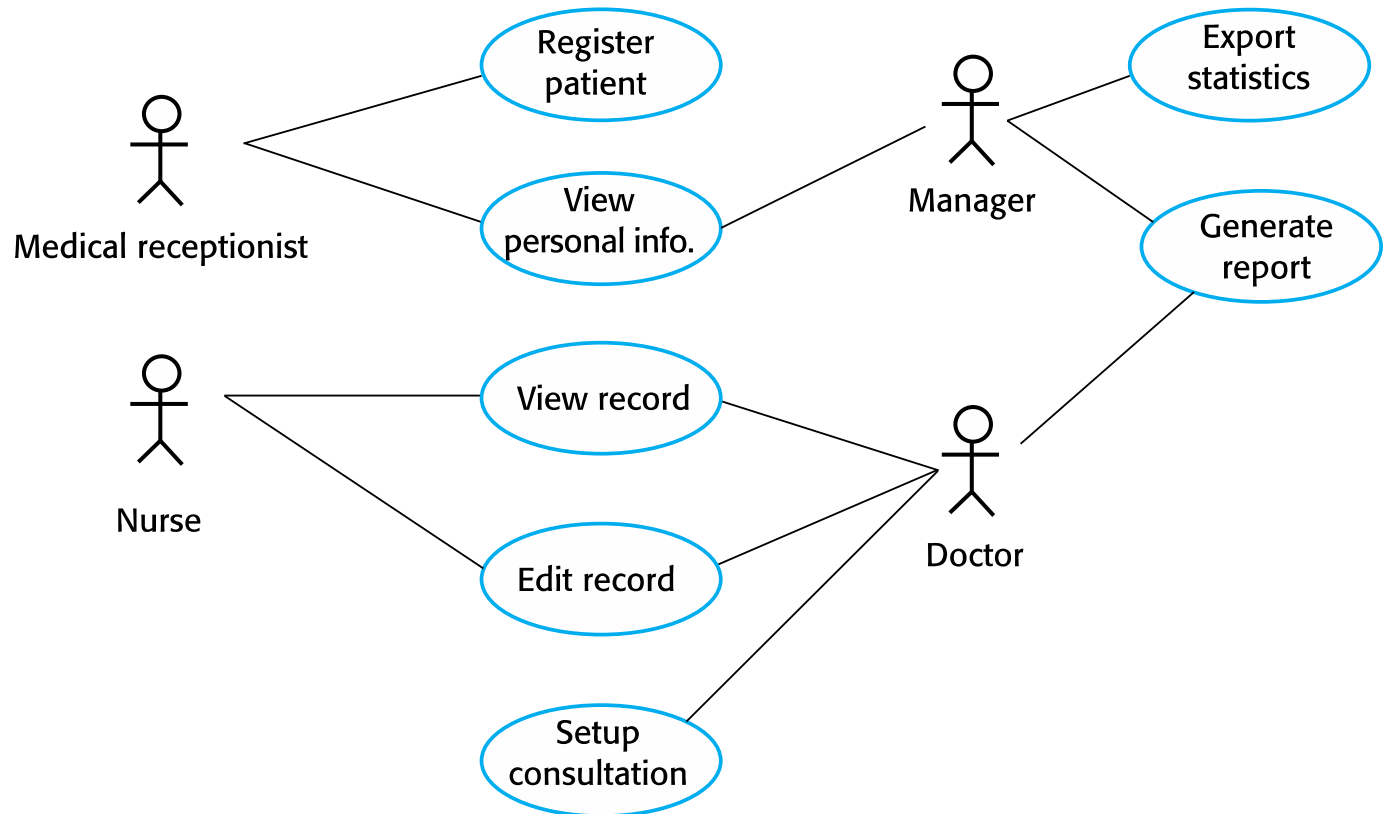 Register
patient
Export
statistics
Medical receptionist
View
personal info.
Manager
Generate
report
Nurse
View record
Edit record
Doctor
Setup
consultation